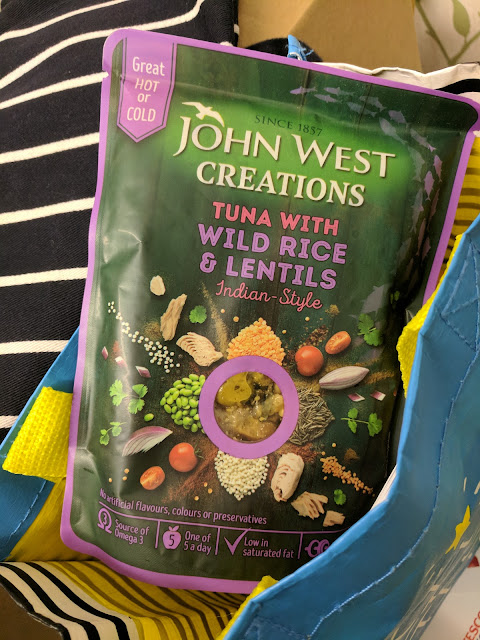 Great
HOT
or
COLD
SINCE 1857
JOHN WEST
CREATIONS
TUNA WITH
WILD RICE
& LENTILS
Indian-Style
No artificial flavours, colours or preservatives
3 Source of
Omega 3
5 One of
5 a day
Low in
saturated fat